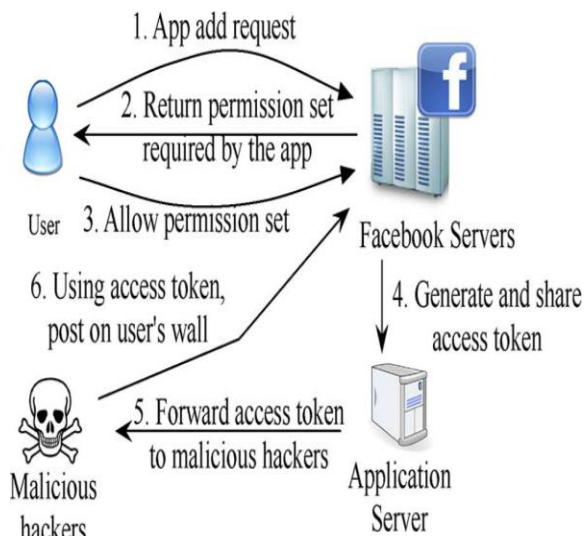 1. App add request
2. Return permission set
required by the app
User
3. Allow permission set
Facebook Servers
6. Using access token,
post on user's wall
4. Generate and share
access token
5. Forward access token
to malicious hackers
Malicious
hackers
Application
Server
f